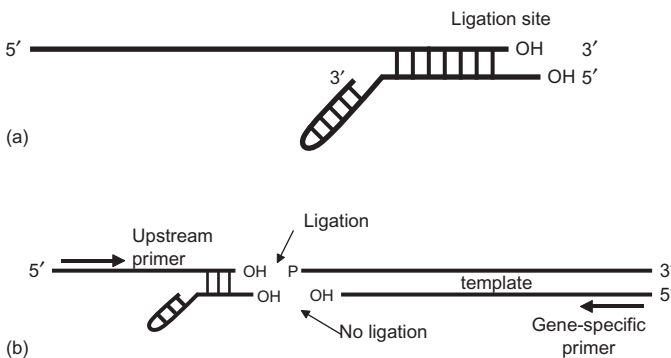 Ligation site
5′ OH 3′
3′ OH 5′
(a)
Ligation
Upstream
primer
5′ OH P 3′
template
OH OH 5′
No ligation
Gene-specific
primer
(b)